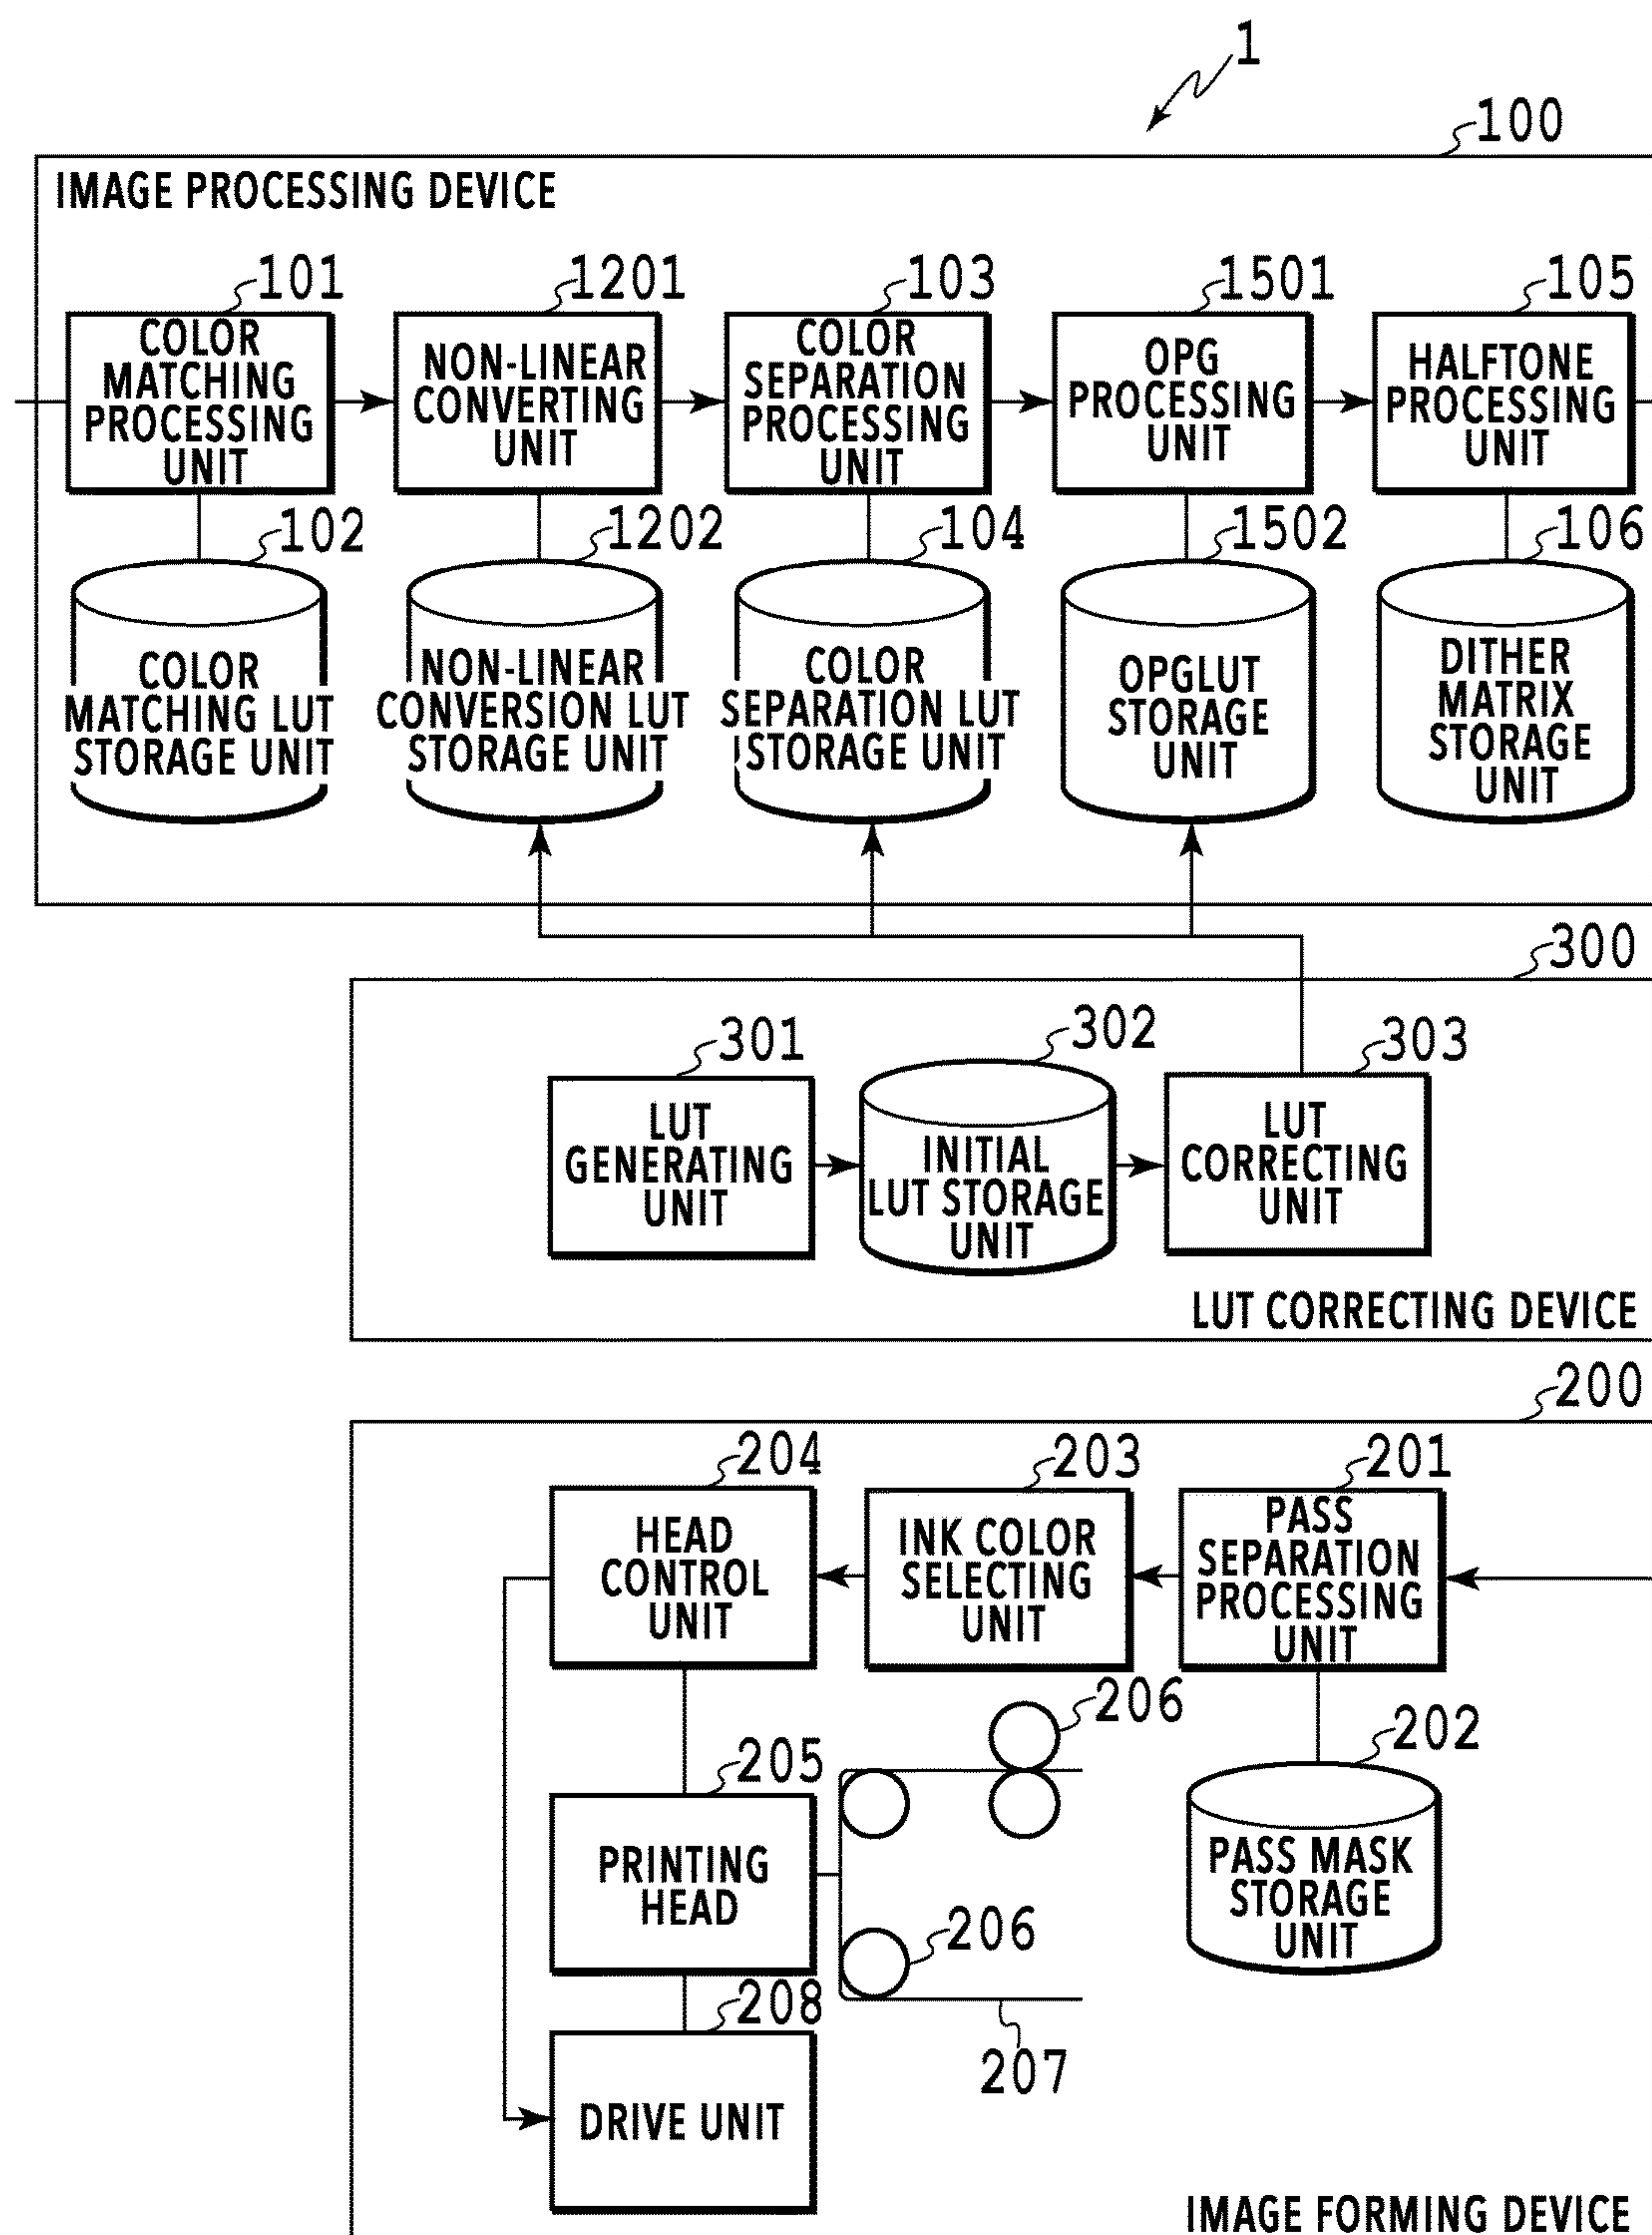 1
100
IMAGE PROCESSING DEVICE
101
COLOR
MATCHING
PROCESSING
UNIT
1201
NON-LINEAR
CONVERTING
UNIT
103
COLOR
SEPARATION
PROCESSING
UNIT
1501
OPG
PROCESSING
UNIT
105
HALFTONE
PROCESSING
UNIT
102
COLOR
MATCHING LUT
STORAGE UNIT
1202
NON-LINEAR
CONVERSION LUT
STORAGE UNIT
104
COLOR
SEPARATION LUT
STORAGE UNIT
1502
OPGLUT
STORAGE
UNIT
106
DITHER
MATRIX
STORAGE
UNIT
300
301
LUT
GENERATING
UNIT
302
INITIAL
LUT STORAGE
UNIT
303
LUT
CORRECTING
UNIT
LUT CORRECTING DEVICE
200
204
HEAD
CONTROL
UNIT
203
INK COLOR
SELECTING
UNIT
201
PASS
SEPARATION
PROCESSING
UNIT
206
202
PASS MASK
STORAGE
UNIT
205
PRINTING
HEAD
206
207
208
DRIVE UNIT
IMAGE FORMING DEVICE